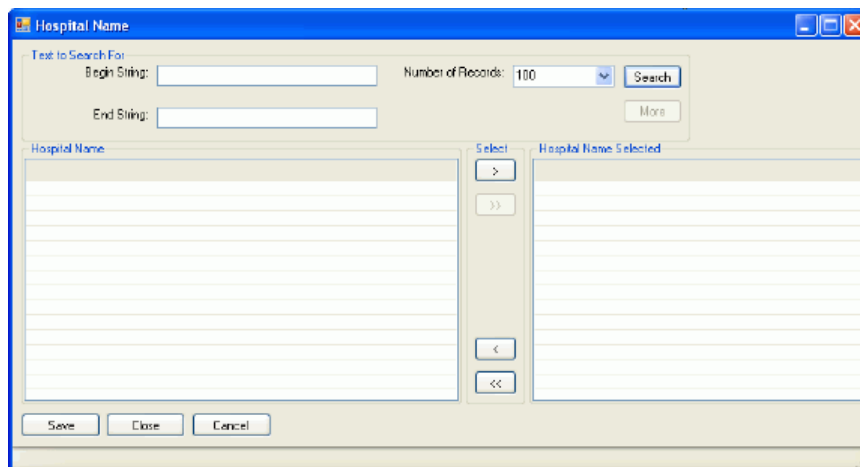 Hospital Name
Text to Search For
Begin String:
Number of Records: 100
Search
End String:
More
Hospital Name
Select
Hospital Name Selected
>
>>
<
<<
Save
Close
Cancel